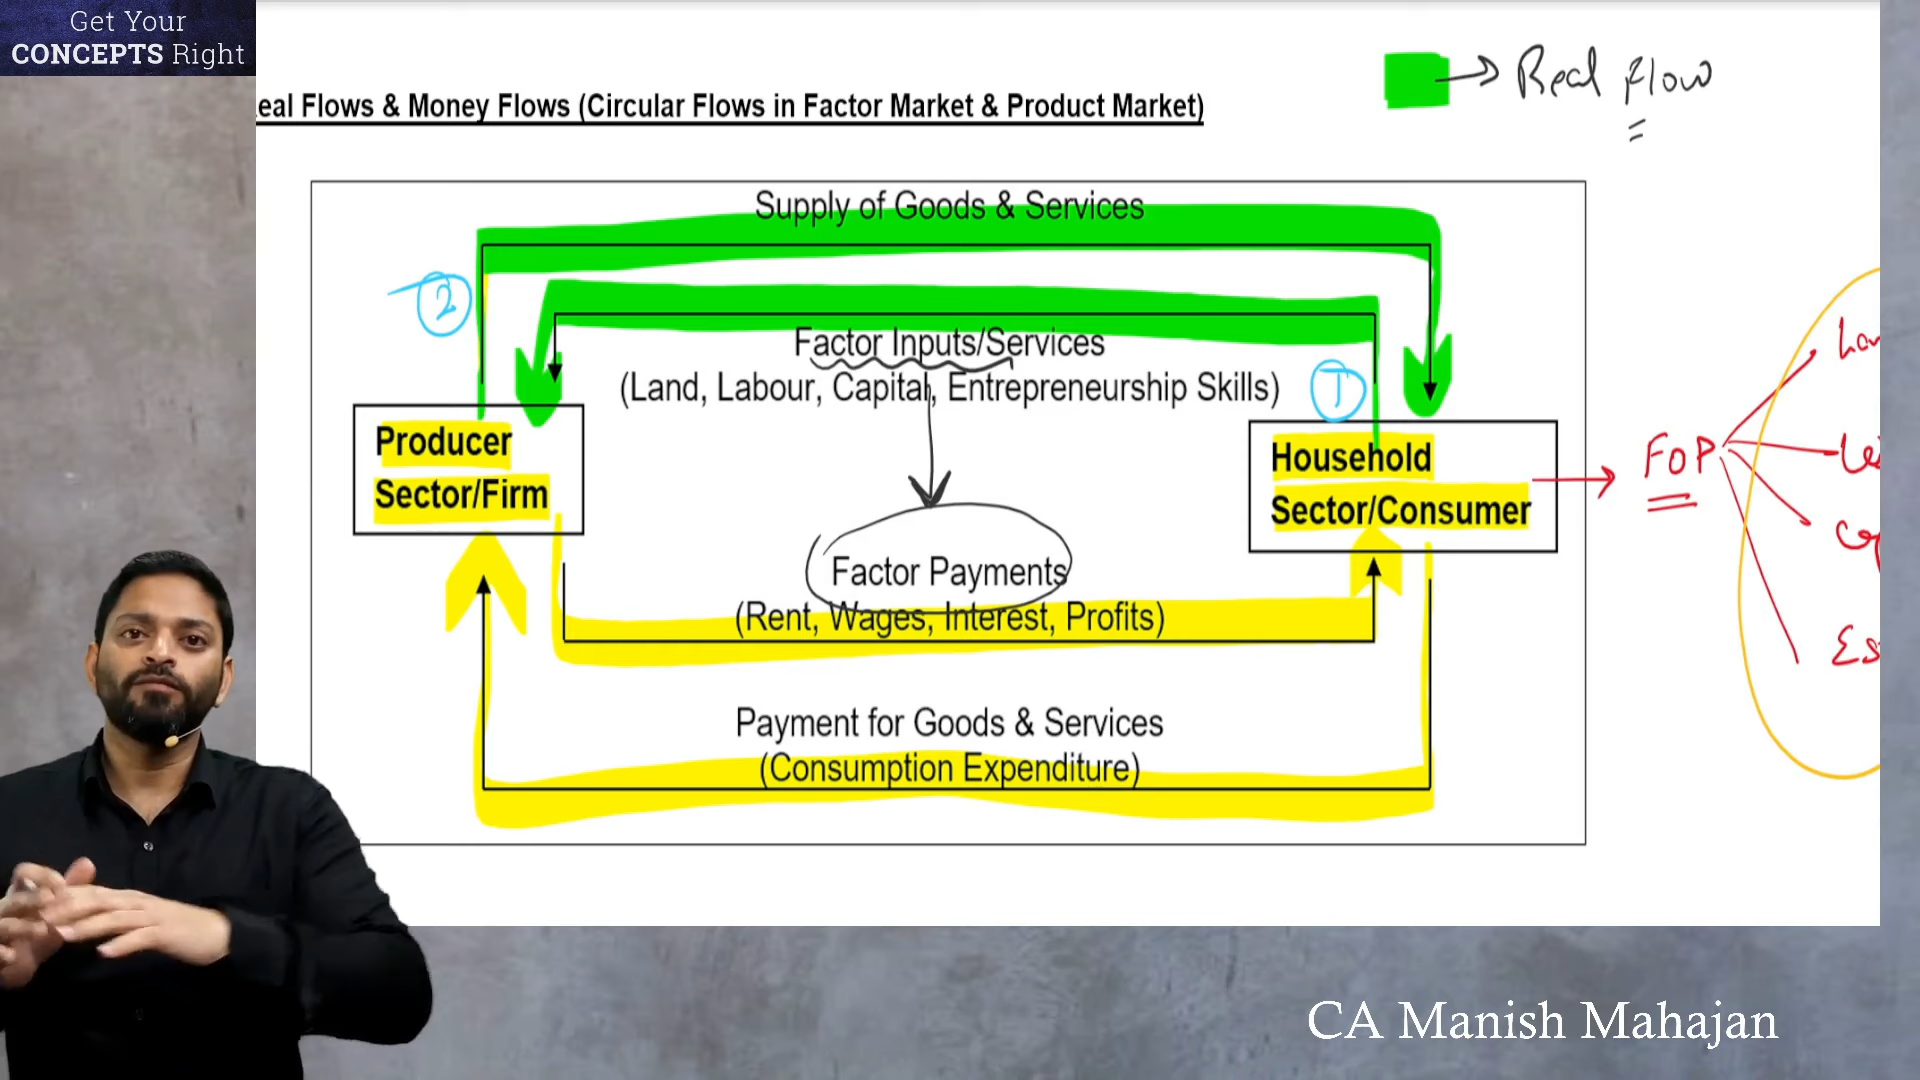 Get Your
CONCEPTS Right
Real Flow
eal Flows & Money Flows (Circular Flows in Factor Market & Product Market)
Supply of Goods & Services
2
Factor Inputs/Services
(Land, Labour, Capital, Entrepreneurship Skills)
1
Producer
Sector/Firm
Household
Sector/Consumer
FOP
Factor Payments
(Rent, Wages, Interest, Profits)
Payment for Goods & Services
(Consumption Expenditure)
CA Manish Mahajan